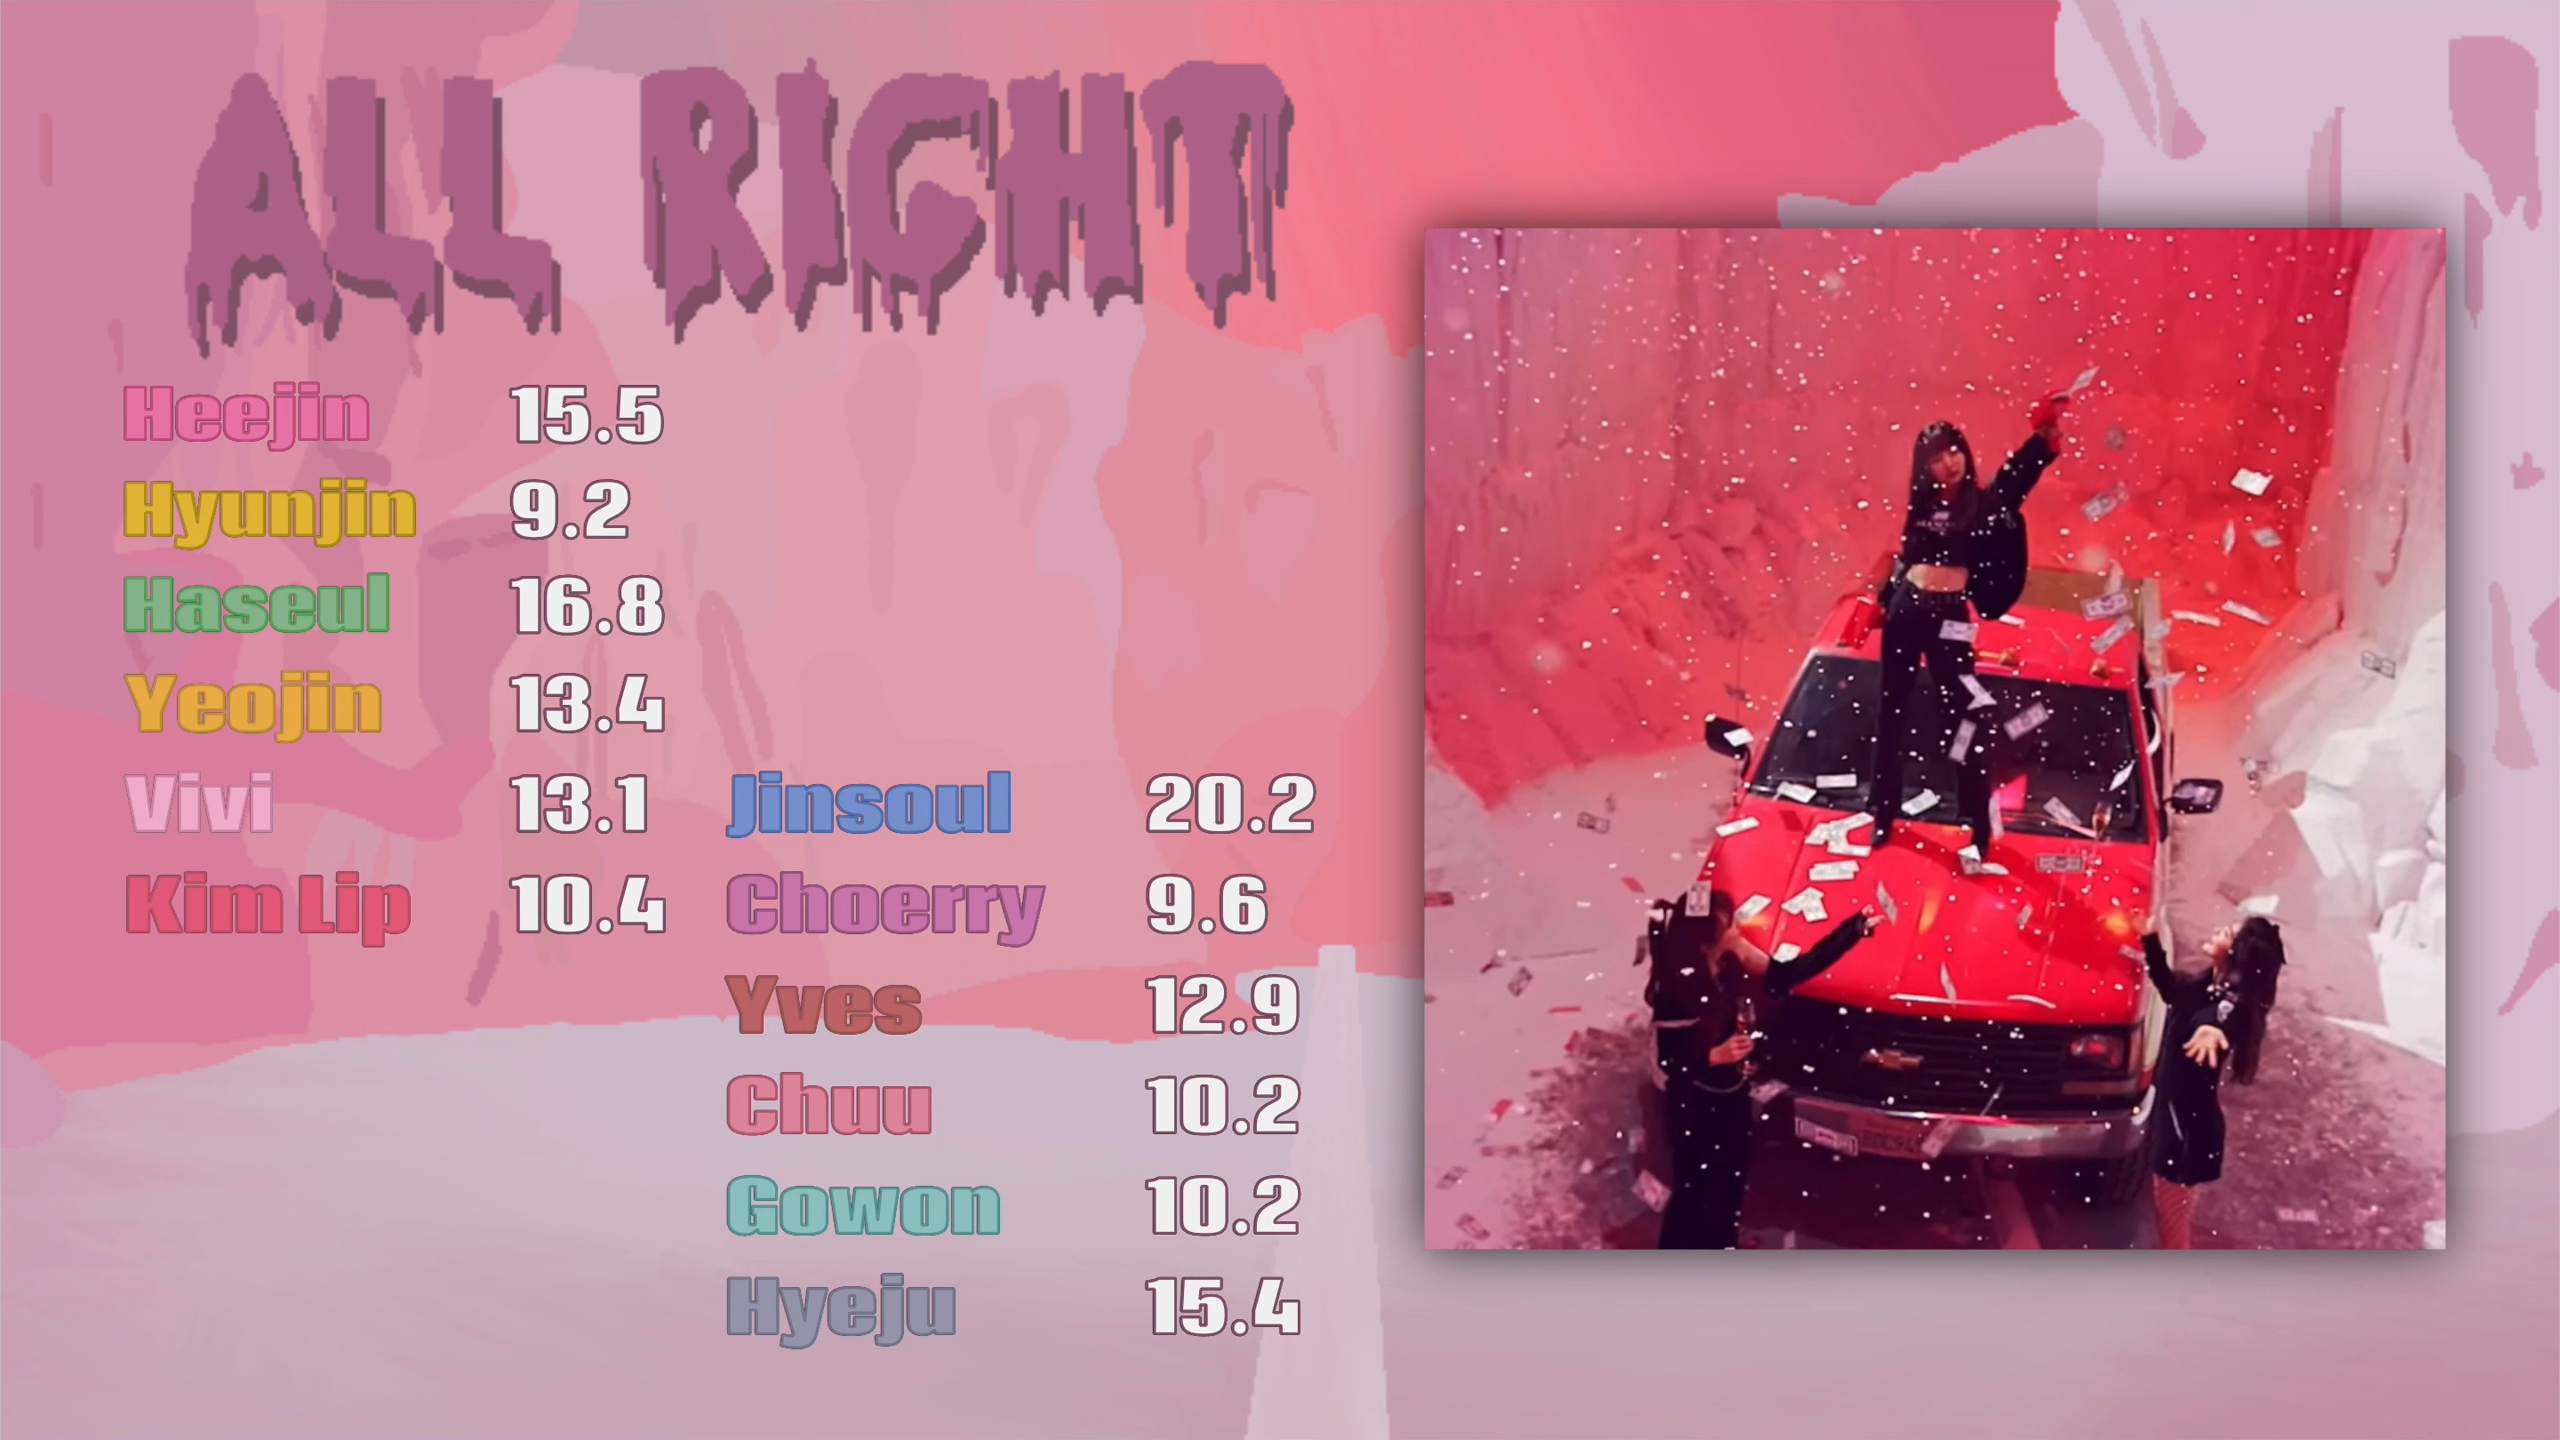 ALL RIGHT
Heejin 15.5
Hyunjin 9.2
Haseul 16.8
Yeojin 13.4
Vivi 13.1
Kim Lip 10.4
Jinsoul 20.2
Choerry 9.6
Yves 12.9
Chuu 10.2
Gowon 10.2
Hyeju 15.4